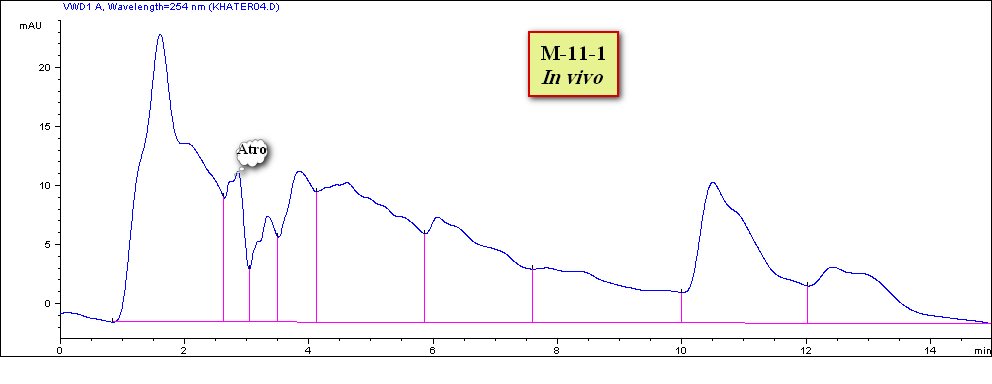 VWD1 A, Wavelength=254 nm (KHATER04.D)
mAU
M-11-1
In vivo
20
15
Atro
10
5
0
0 2 4 6 8 10 12 14 min